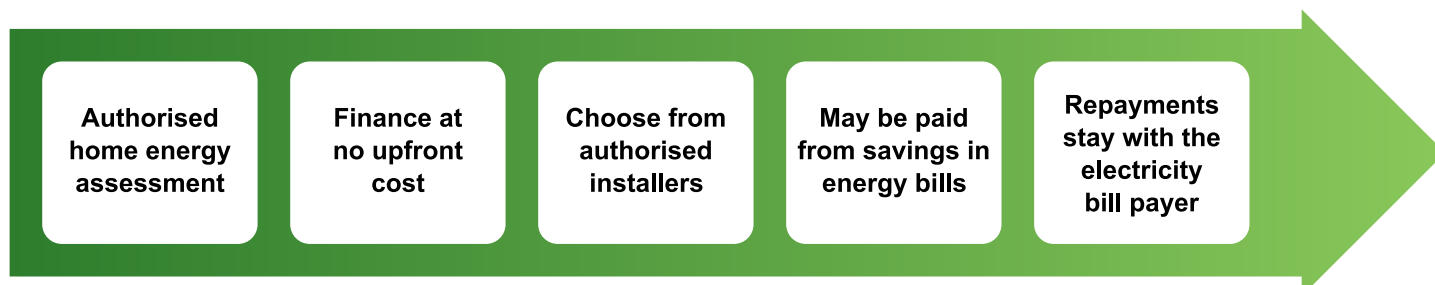 Authorised
home energy
assessment
Finance at
no upfront
cost
Choose from
authorised
installers
May be paid
from savings in
energy bills
Repayments
stay with the
electricity
bill payer